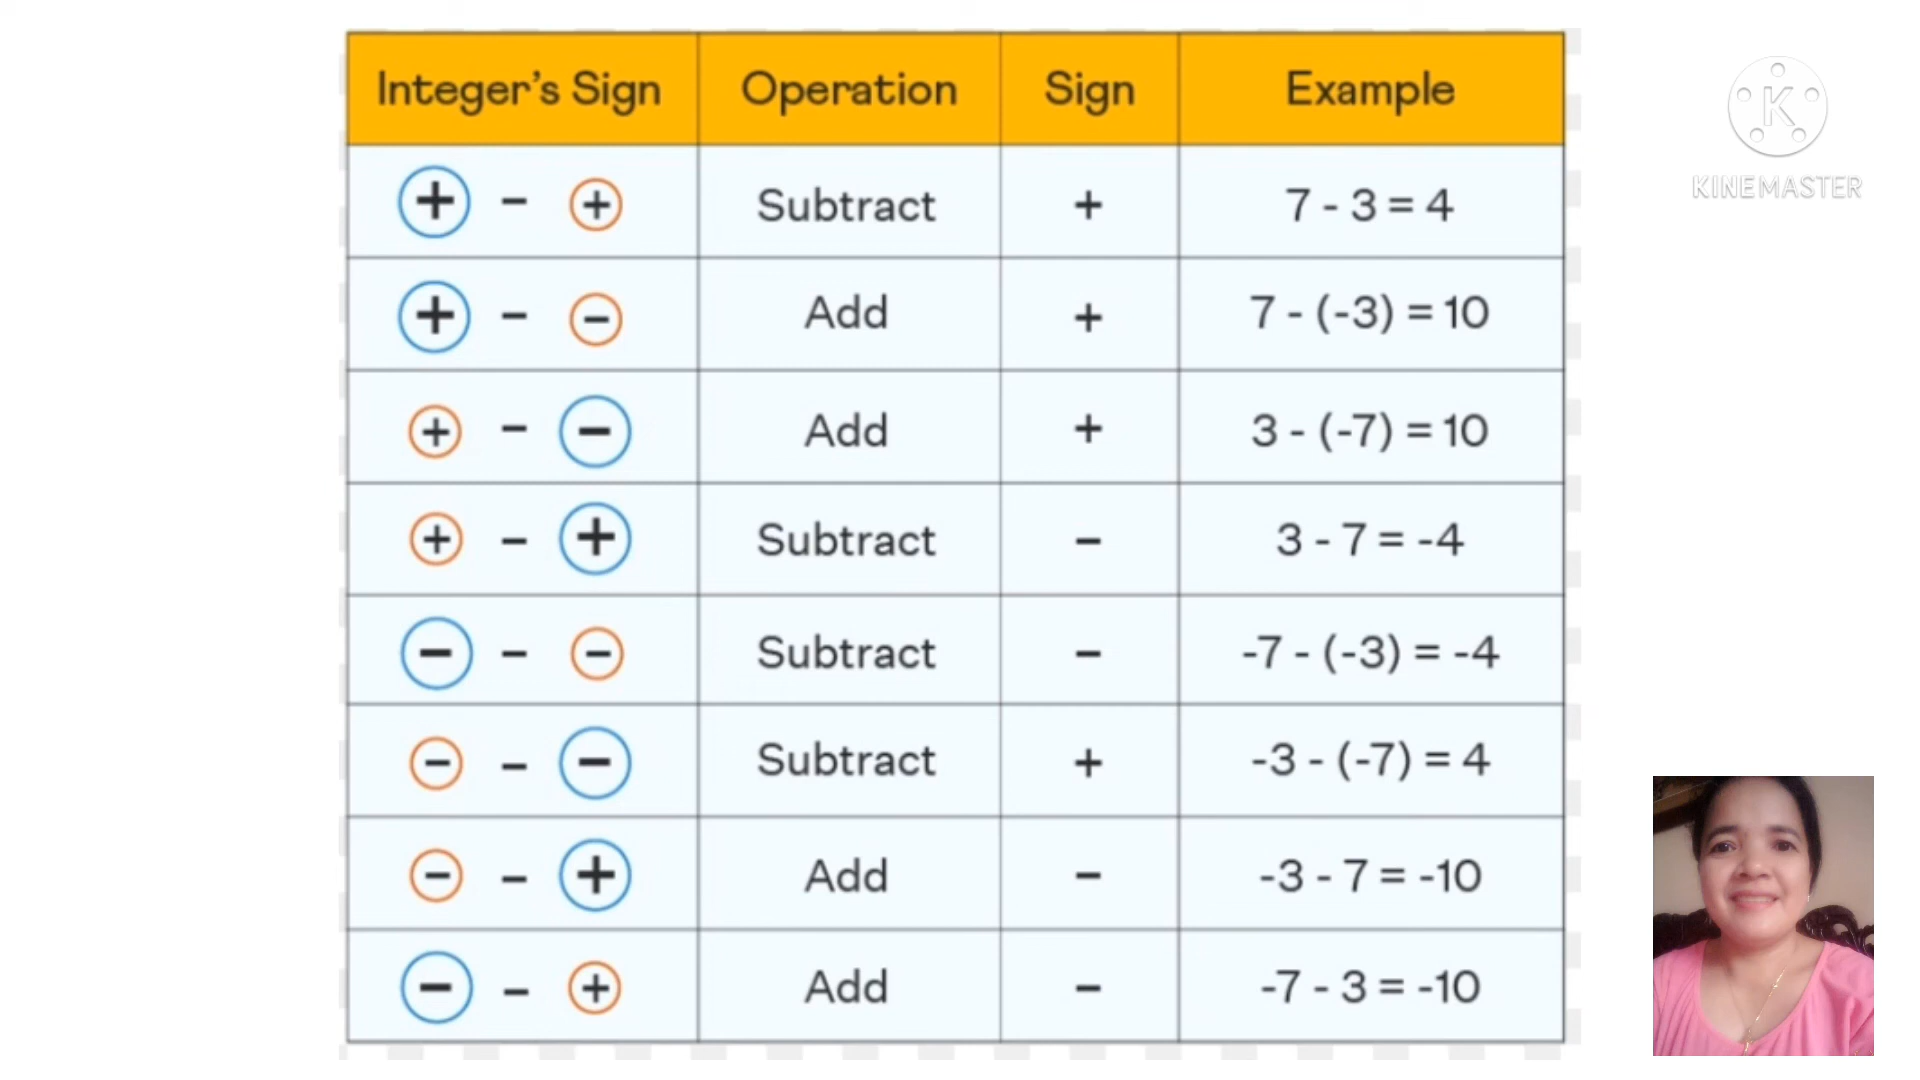 Integer's Sign Operation Sign Example
+ - + Subtract + 7 - 3 = 4
+ - - Add + 7 - (-3) = 10
+ - - Add + 3 - (-7) = 10
+ - + Subtract - 3 - 7 = -4
- - - Subtract - -7 - (-3) = -4
- - - Subtract + -3 - (-7) = 4
- - + Add - -3 - 7 = -10
- - + Add - -7 - 3 = -10
K
KINEMASTER